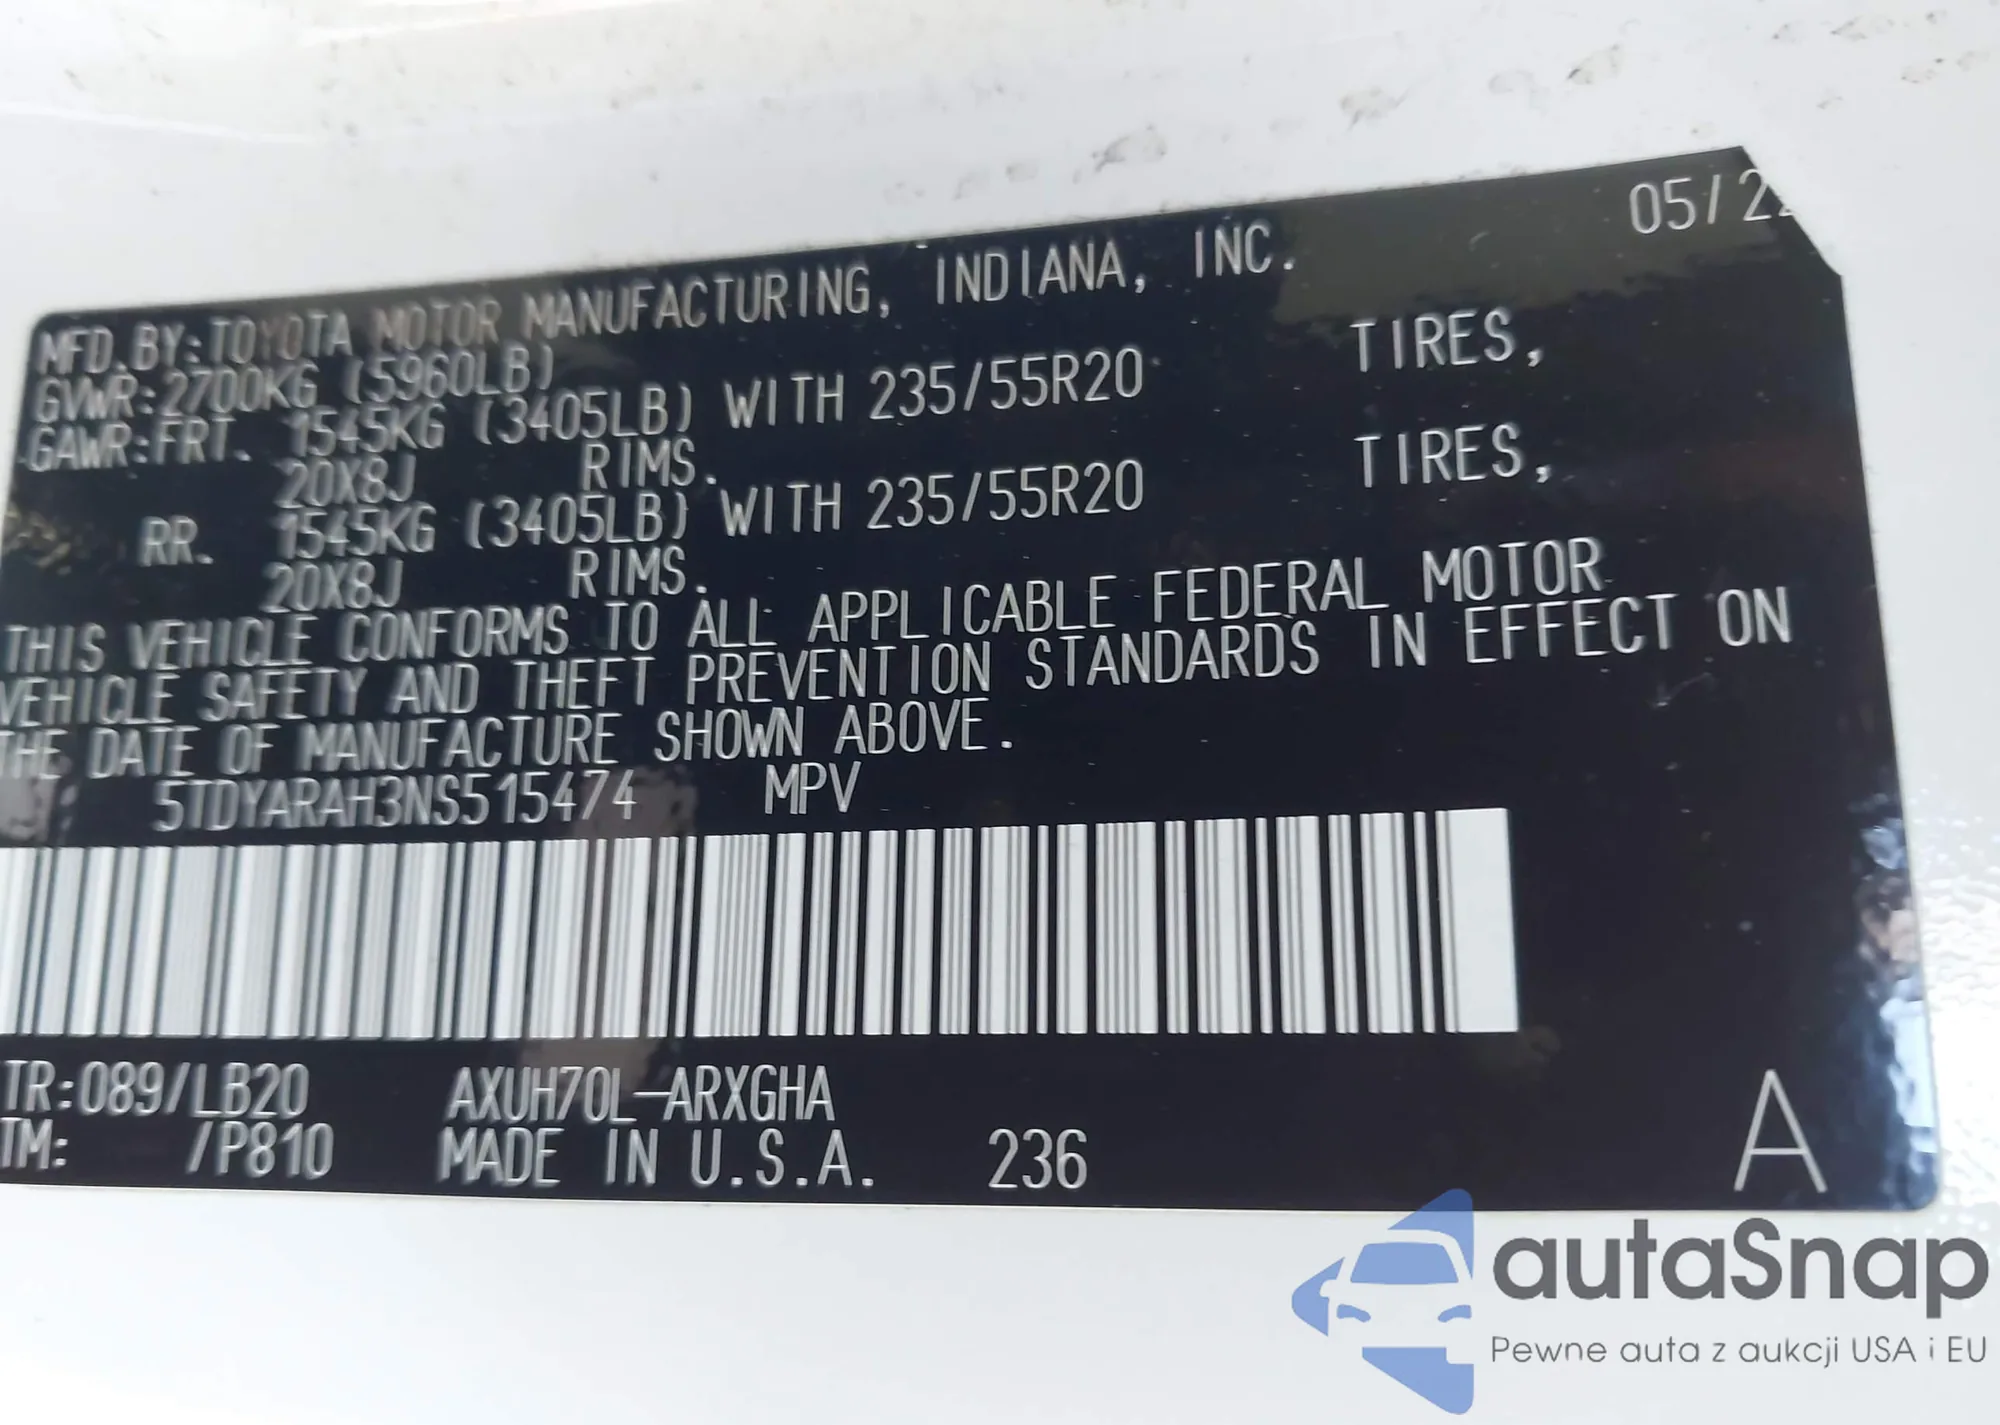 05/22
MFD.BY:TOYOTA MOTOR MANUFACTURING, INDIANA, INC.
GVWR:2700KG (5960LB)
GAWR:FRT. 1545KG (3405LB) WITH 235/55R20 TIRES,
20X8J RIMS.
RR. 1545KG (3405LB) WITH 235/55R20 TIRES,
20X8J RIMS.
THIS VEHICLE CONFORMS TO ALL APPLICABLE FEDERAL MOTOR
VEHICLE SAFETY AND THEFT PREVENTION STANDARDS IN EFFECT ON
THE DATE OF MANUFACTURE SHOWN ABOVE.
5TDYARAH3NS515474 MPV
TR:089/LB20 AXUH70L-ARXGHA
TM: /P810 MADE IN U.S.A. 236 A
autaSnap
Pewne auta z aukcji USA i EU